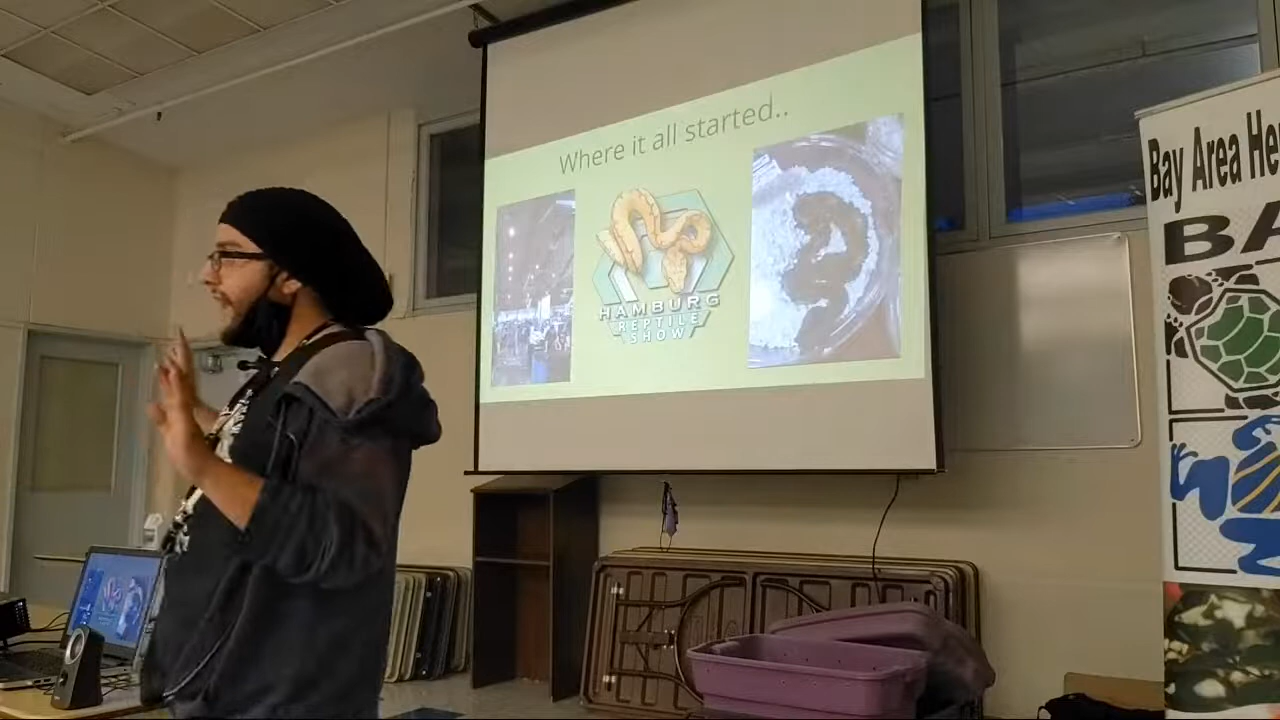 Where it all started..
HAMBURG
REPTILE
SHOW
Bay Area He
BA